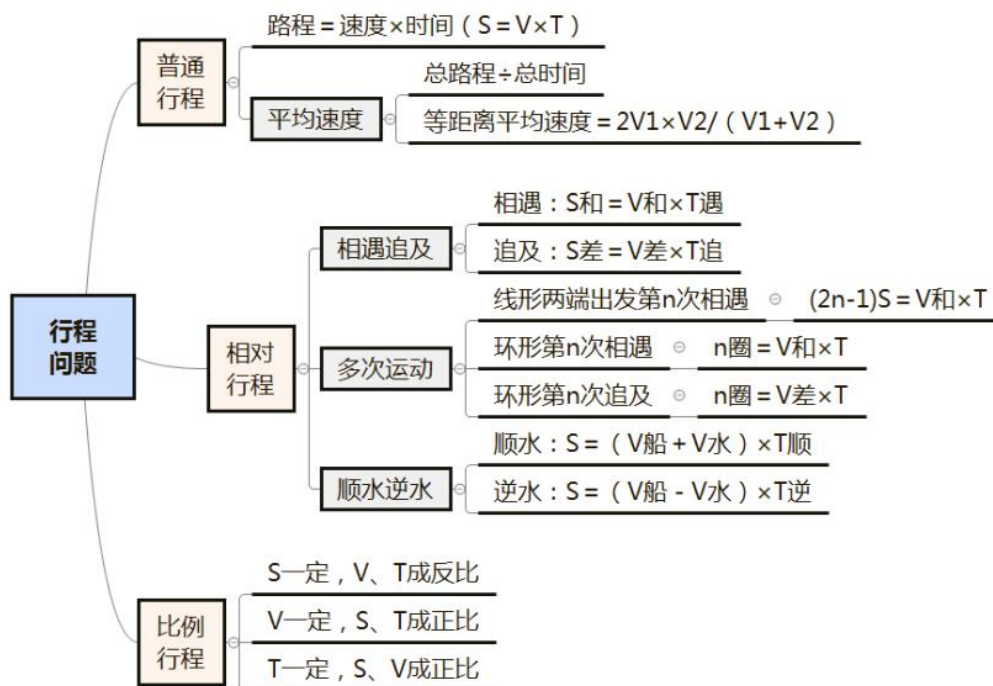 行程
问题
普通
行程
路程＝速度×时间（S＝V×T）
平均速度
总路程÷总时间
等距离平均速度＝2V1×V2/（V1+V2）
相对
行程
相遇追及
相遇：S和＝V和×T遇
追及：S差＝V差×T追
多次运动
线形两端出发第n次相遇
(2n-1)S＝V和×T
环形第n次相遇
n圈＝V和×T
环形第n次追及
n圈＝V差×T
顺水逆水
顺水：S＝（V船＋V水）×T顺
逆水：S＝（V船－V水）×T逆
比例
行程
S一定，V、T成反比
V一定，S、T成正比
T一定，S、V成正比